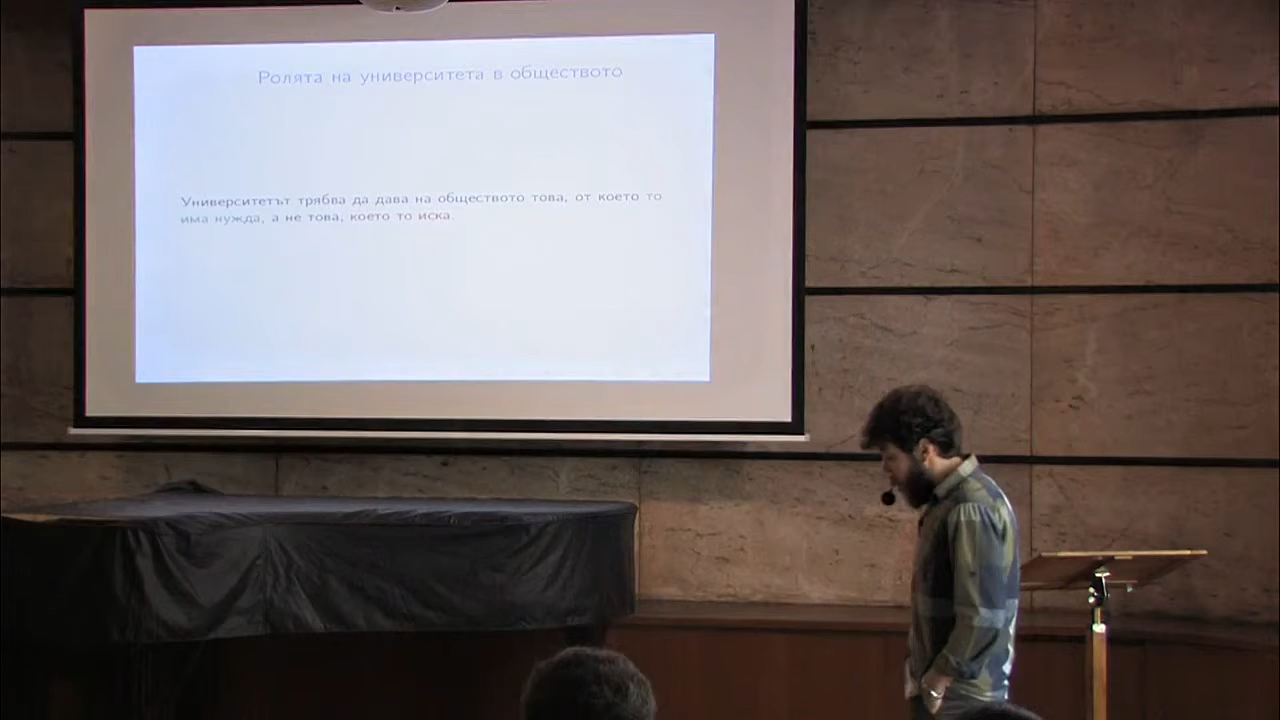 Ролята на университета в обществото
Университетът трябва да дава на обществото това, от което то
има нужда, а не това, което то иска.